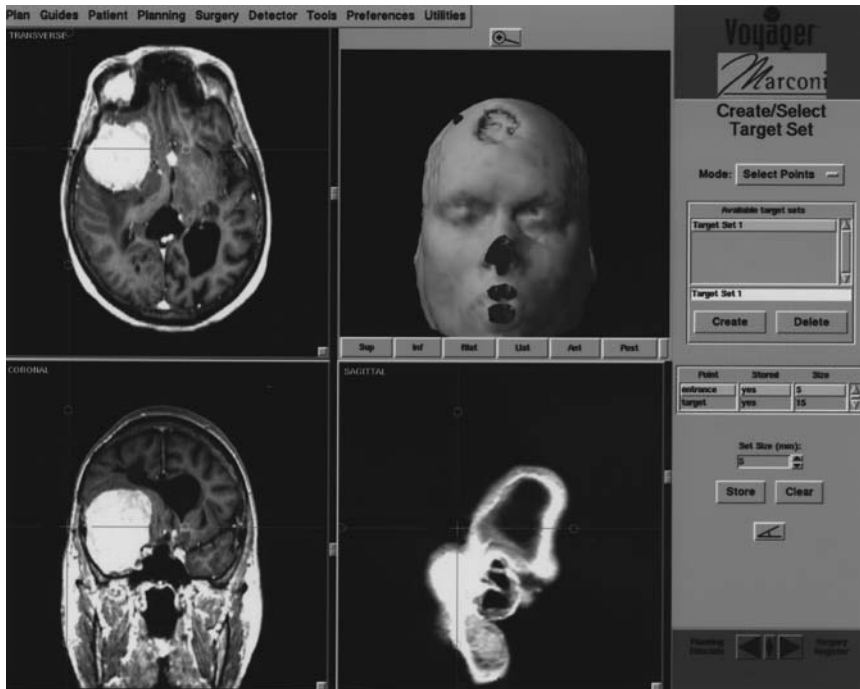 Plan Guides Patient Planning Surgery Detector Tools Preferences Utilities
TRANSVERSE
Voyager
Marconi
Create/Select
Target Set
Mode: Select Points
Available target sets
Target Set 1
Target Set 1
Create Delete
Sup Inf Rlat Llat Ant Post
CORONAL
SAGITTAL
Point Stored Size
entrance yes 5
target yes 15
Set Size (mm):
5
Store Clear